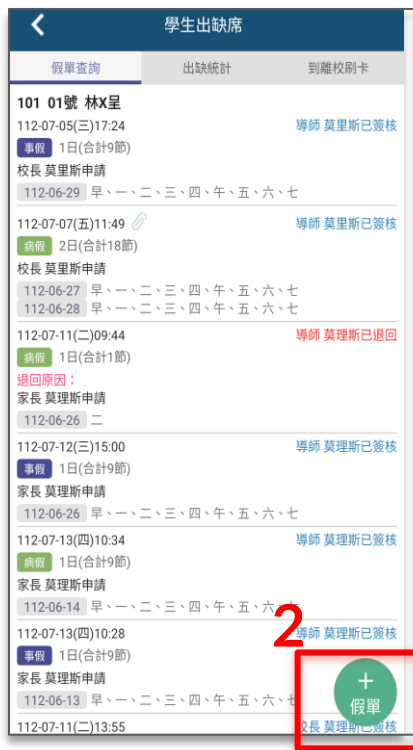 學生出缺席
假單查詢 出缺統計 到離校刷卡
101 01號 林X呈
112-07-05(三)17:24 導師 莫里斯已簽核
事假 1日(合計9節)
校長 莫里斯申請
112-06-29 早、一、二、三、四、午、五、六、七
112-07-07(五)11:49 導師 莫里斯已簽核
病假 2日(合計18節)
校長 莫里斯申請
112-06-27 早、一、二、三、四、午、五、六、七
112-06-28 早、一、二、三、四、午、五、六、七
112-07-11(二)09:44 導師 莫理斯已退回
病假 1日(合計1節)
退回原因：
家長 莫理斯申請
112-06-26 二
112-07-12(三)15:00 導師 莫理斯已簽核
事假 1日(合計9節)
家長 莫理斯申請
112-06-26 早、一、二、三、四、午、五、六、七
112-07-13(四)10:34 導師 莫理斯已簽核
病假 1日(合計9節)
家長 莫理斯申請
112-06-14 早、一、二、三、四、午、五、六、七
2
112-07-13(四)10:28 導師 莫理斯已簽核
事假 1日(合計9節)
家長 莫理斯申請
112-06-13 早、一、二、三、四、午、五、六、七
+
假單
112-07-11(二)13:55 校長 莫理斯已簽核